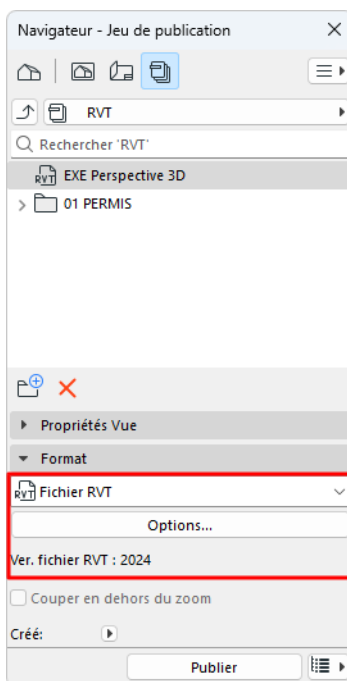 Navigateur - Jeu de publication
RVT
Rechercher 'RVT'
RVT EXE Perspective 3D
01 PERMIS
Propriétés Vue
Format
RVT Fichier RVT
Options...
Ver. fichier RVT : 2024
Couper en dehors du zoom
Créé:
Publier